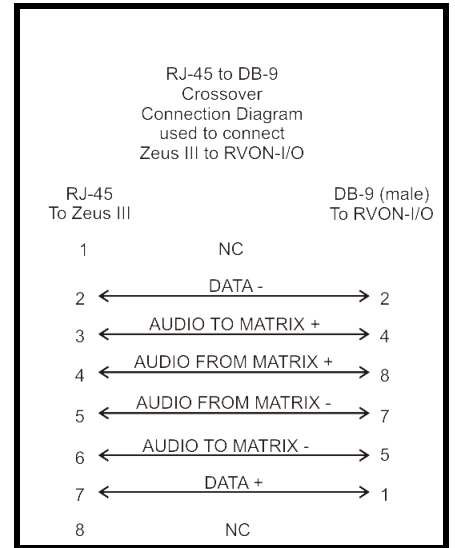 RJ-45 to DB-9
Crossover
Connection Diagram
used to connect
Zeus III to RVON-I/O
RJ-45 DB-9 (male)
To Zeus III To RVON-I/O
1 NC
2 DATA - 2
3 AUDIO TO MATRIX + 4
4 AUDIO FROM MATRIX + 8
5 AUDIO FROM MATRIX - 7
6 AUDIO TO MATRIX - 5
7 DATA + 1
8 NC